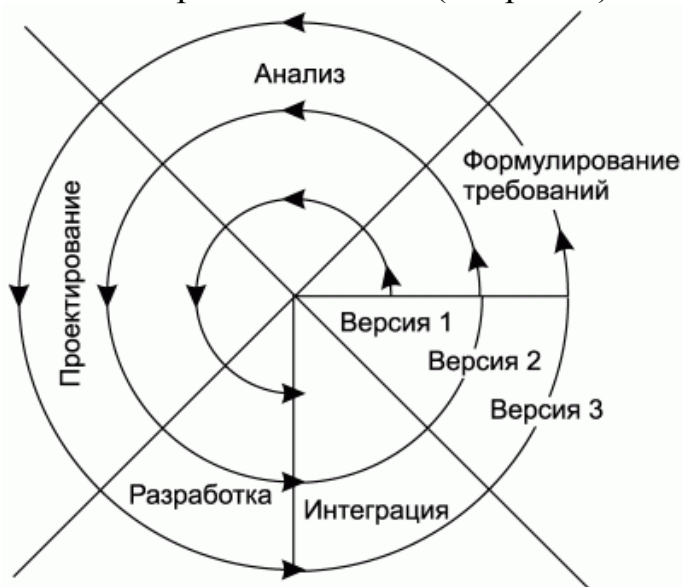 Анализ
Формулирование
требований
Проектирование
Версия 1
Версия 2
Версия 3
Разработка
Интеграция